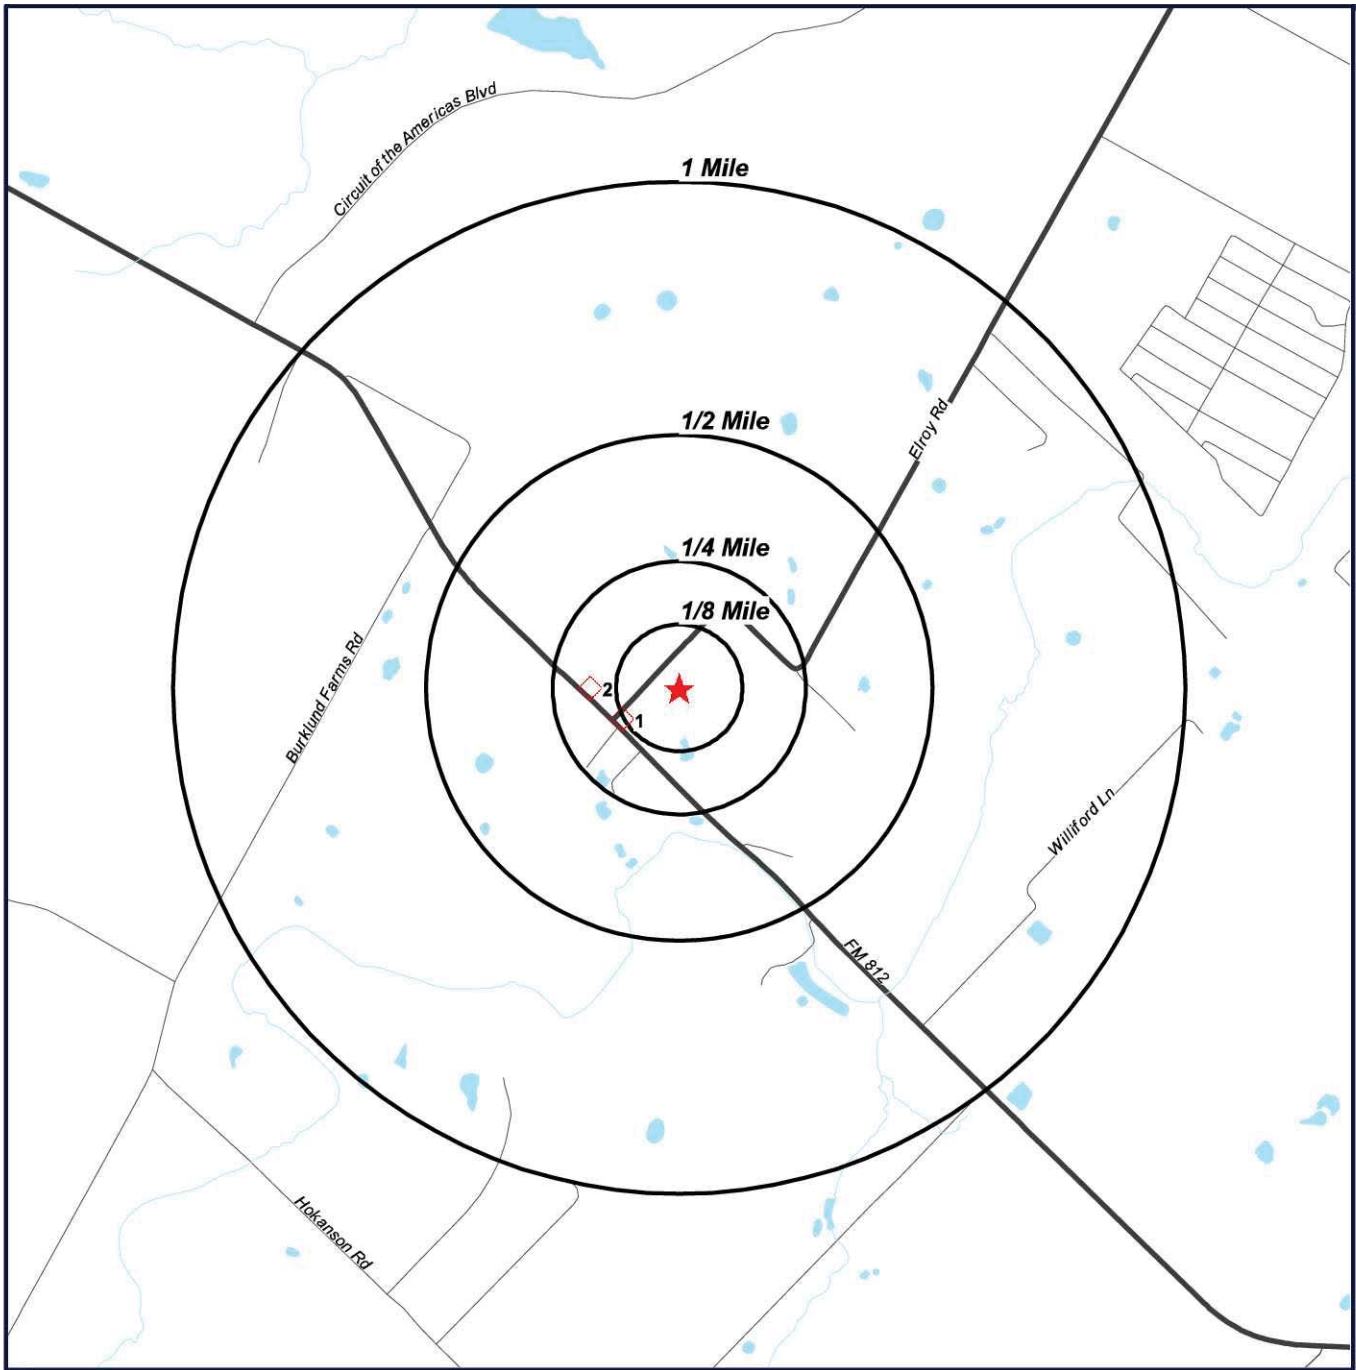 Circuit of the Americas Blvd
1 Mile
1/2 Mile
Elroy Rd
1/4 Mile
1/8 Mile
Burklund Farms Rd
2
1
Williford Ln
FM 812
Hokanson Rd